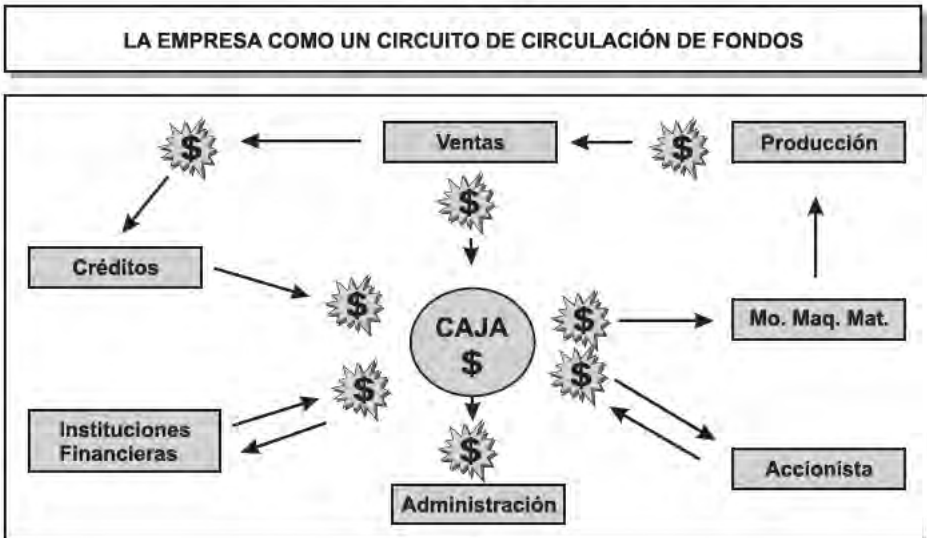 LA EMPRESA COMO UN CIRCUITO DE CIRCULACIÓN DE FONDOS
$
Ventas
$
Producción
$
Créditos
$
CAJA
$
$
Mo. Maq. Mat.
$
$
Instituciones
Financieras
$
Accionista
Administración